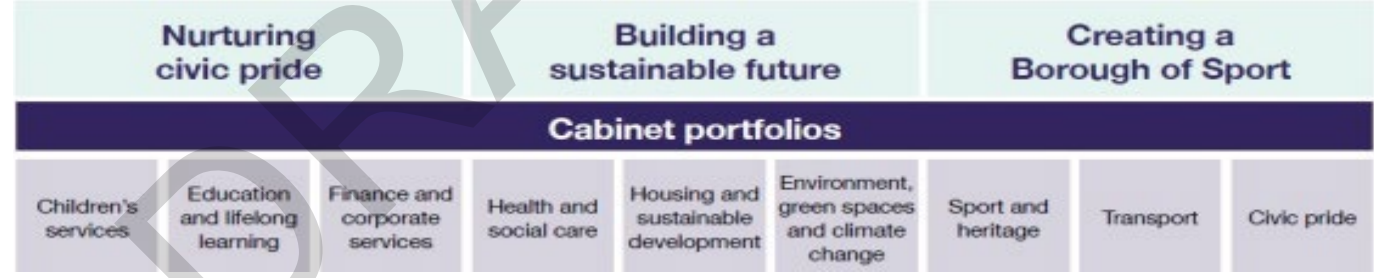 Nurturing
civic pride
Building a
sustainable future
Creating a
Borough of Sport
Cabinet portfolios
Children's
services
Education
and lifelong
learning
Finance and
corporate
services
Health and
social care
Housing and
sustainable
development
Environment,
green spaces
and climate
change
Sport and
heritage
Transport
Civic pride